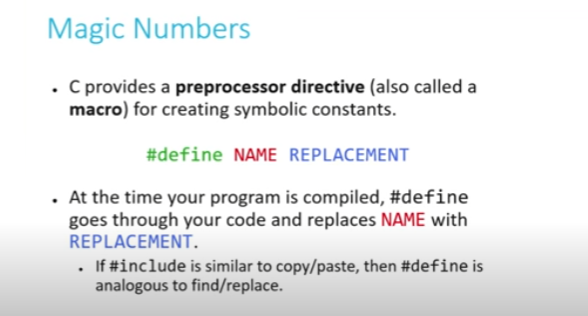 Magic Numbers
• C provides a preprocessor directive (also called a
macro) for creating symbolic constants.
#define NAME REPLACEMENT
• At the time your program is compiled, #define
goes through your code and replaces NAME with
REPLACEMENT.
• If #include is similar to copy/paste, then #define is
analogous to find/replace.